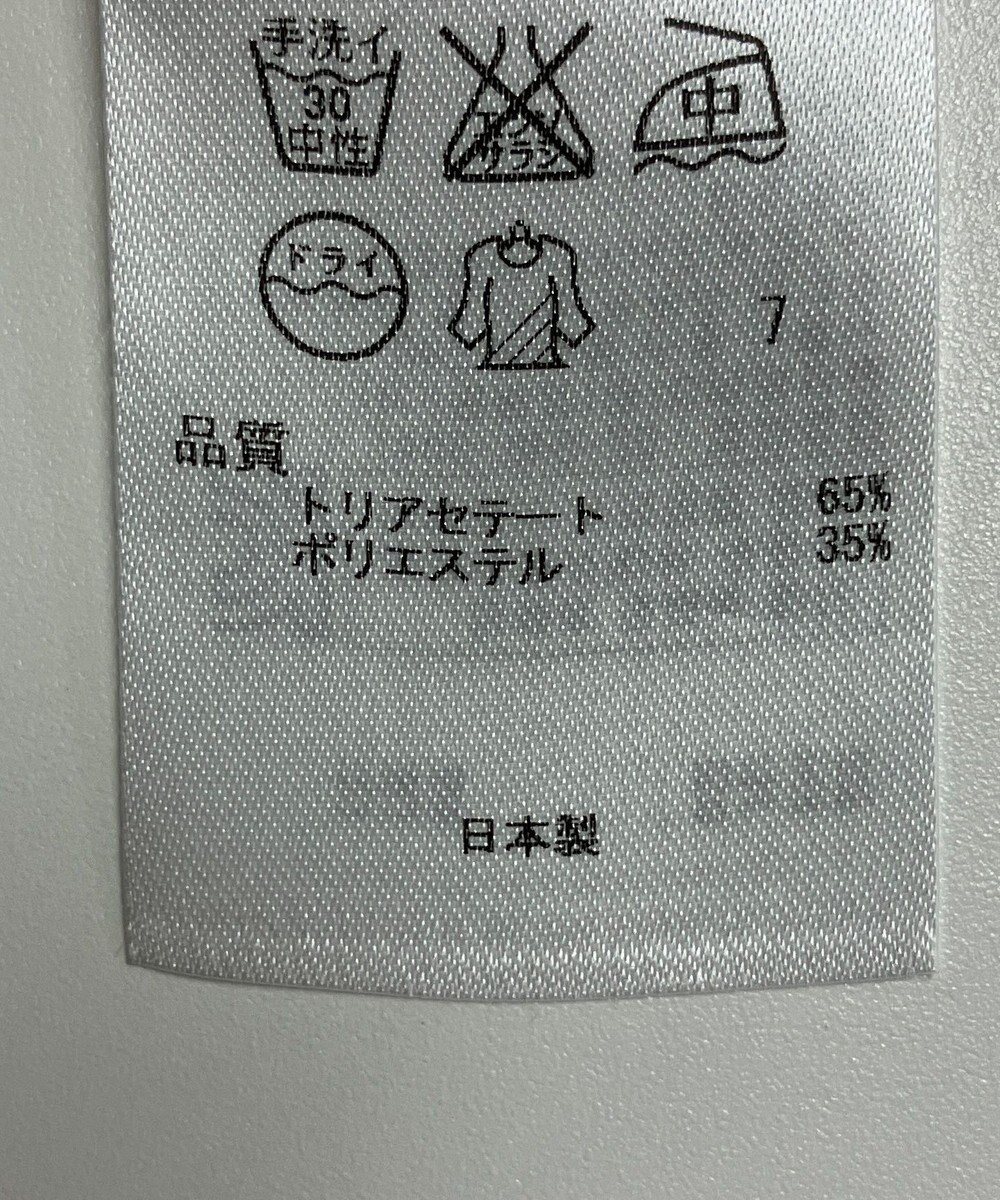 手洗イ
30
中性
エンソ
サラシ
中
ドライ
7
品質
トリアセテート 65%
ポリエステル 35%
日本製